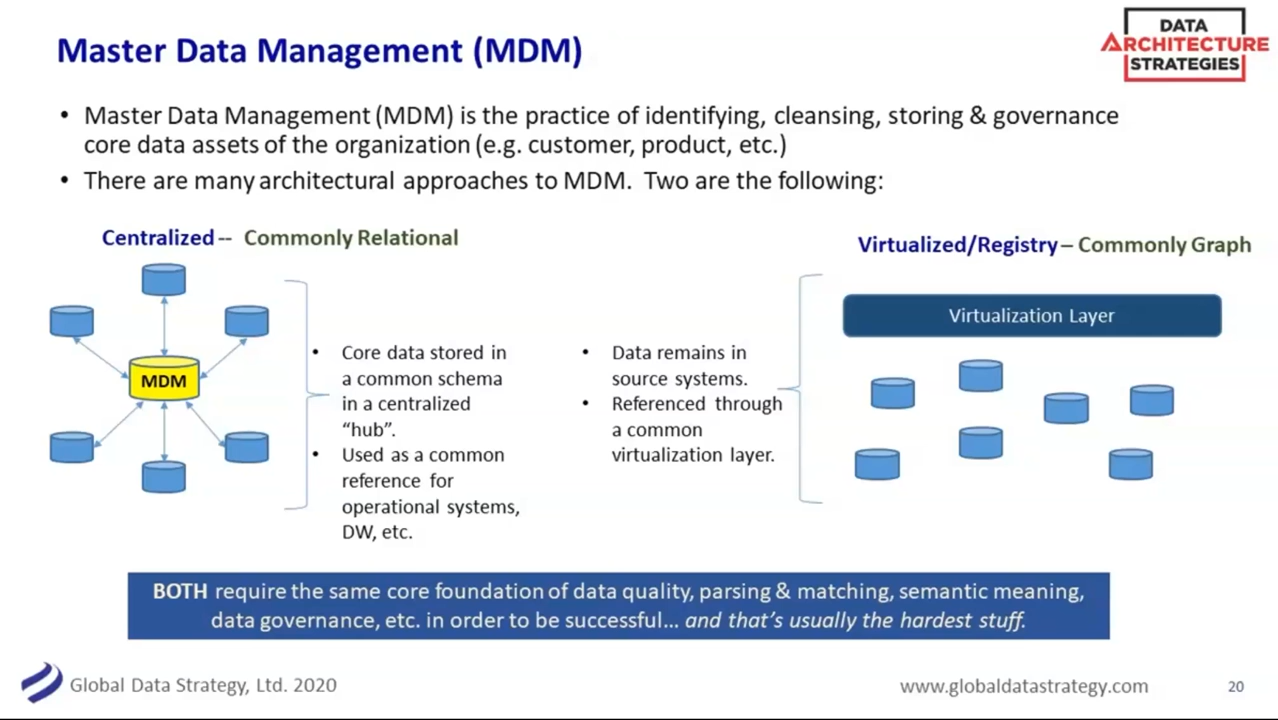 Master Data Management (MDM)
DATA
ARCHITECTURE
STRATEGIES
• Master Data Management (MDM) is the practice of identifying, cleansing, storing & governance
core data assets of the organization (e.g. customer, product, etc.)
• There are many architectural approaches to MDM. Two are the following:
Centralized -- Commonly Relational
MDM
• Core data stored in
a common schema
in a centralized
“hub”.
• Used as a common
reference for
operational systems,
DW, etc.
Virtualized/Registry – Commonly Graph
• Data remains in
source systems.
• Referenced through
a common
virtualization layer.
Virtualization Layer
BOTH require the same core foundation of data quality, parsing & matching, semantic meaning,
data governance, etc. in order to be successful... and that's usually the hardest stuff.
Global Data Strategy, Ltd. 2020
www.globaldatastrategy.com
20